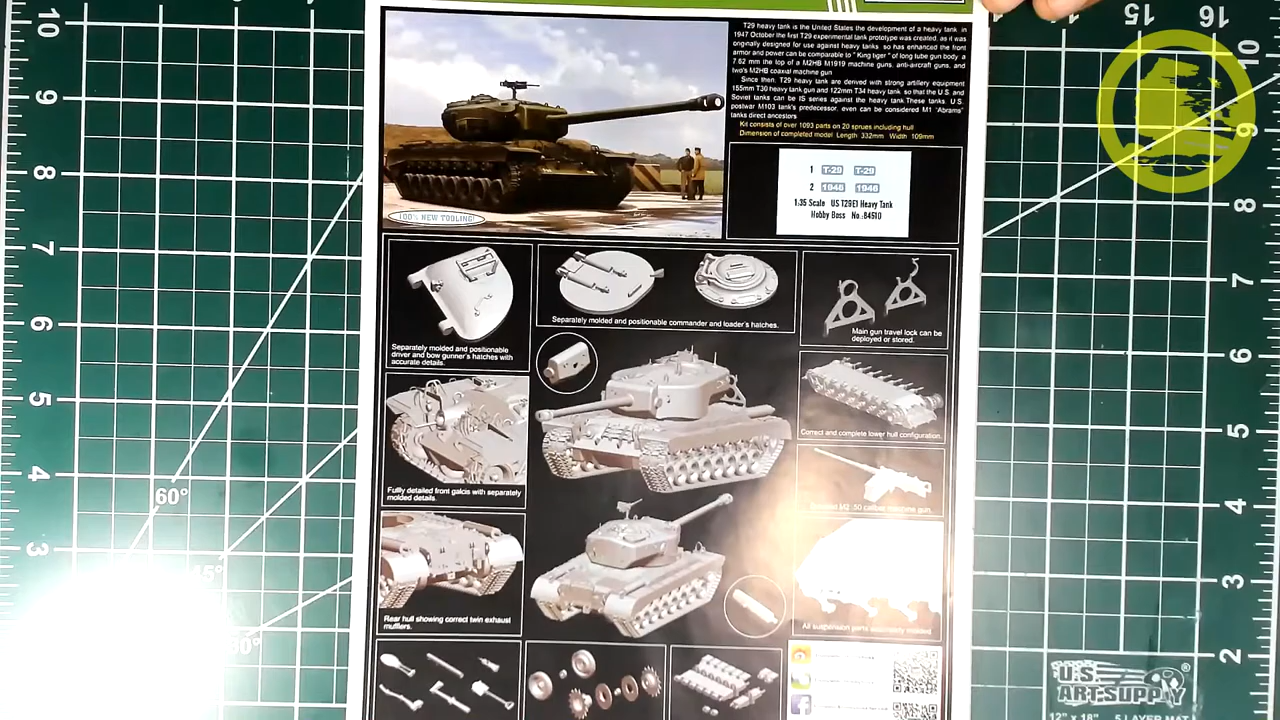 T29 heavy tank is the United States the development of a heavy tank in
1947 October the first T29 experimental tank prototype was created, as it was
originally designed for use against heavy tanks so has enhanced the front
armor and power can be comparable to " King tiger " of long tube gun body a
7.62 mm the top of a M2HB M1919 machine guns, anti-aircraft guns, and
two's M2HB coaxial machine gun
Since then, T29 heavy tank are derived with strong artillery equipment
155mm T30 heavy tank gun and 122mm T34 heavy tank so that the U.S. and
Soviet tanks can be IS series against the heavy tank. These tanks U.S.
postwar M103 tank's predecessor, even can be considered M1 "Abrams"
tanks direct ancestors
Kit consists of over 1093 parts on 20 sprues including hull
Dimension of completed model Length 332mm Width 109mm
100% NEW TOOLING!
1 T-29 T-29
2 1946 1946
1:35 Scale US T29E1 Heavy Tank
Hobby Boss No.:84510
Separately molded and positionable
driver and bow gunner's hatches with
accurate details.
Separately molded and positionable commander and loader's hatches.
Main gun travel lock can be
deployed or stored.
Correct and complete lower hull configuration.
Fullly detailed front galcis with separately
molded details.
M2 .50 caliber machine gun.
Rear hull showing correct twin exhaust
mufflers.
All suspension parts separately molded.
U.S.
ART SUPPLY
®
12" x 18" 5 LAYER MA
10
9
8
7
6
5
4
3
60°
45°
60°
15
16
10
9
8
7
6
5
4
3
2